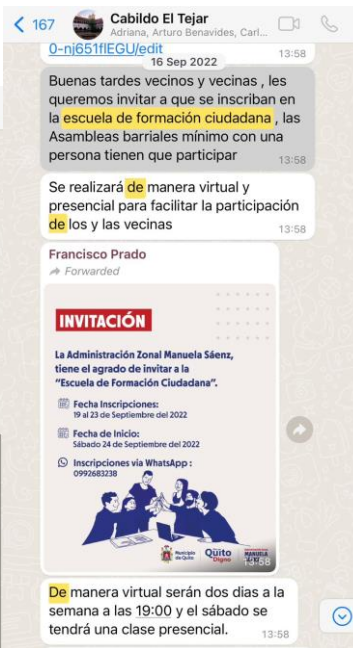 167
Cabildo El Tejar
Adriana, Arturo Benavides, Carl...
0-nj651flEGU/edit
13:58
16 Sep 2022
Buenas tardes vecinos y vecinas , les
queremos invitar a que se inscriban en
la escuela de formación ciudadana , las
Asambleas barriales mínimo con una
persona tienen que participar
13:58
Se realizará de manera virtual y
presencial para facilitar la participación
de los y las vecinas
13:58
Francisco Prado
Forwarded
INVITACIÓN
La Administración Zonal Manuela Sáenz,
tiene el agrado de invitar a la
"Escuela de Formación Ciudadana".
Fecha Inscripciones:
19 al 23 de Septiembre del 2022
Fecha de Inicio:
Sábado 24 de Septiembre del 2022
Inscripciones vía WhatsApp :
0992683238
Municipio
de Quito
Quito
Digno
MANUELA
13:58
De manera virtual serán dos dias a la
semana a las 19:00 y el sábado se
tendrá una clase presencial.
13:58